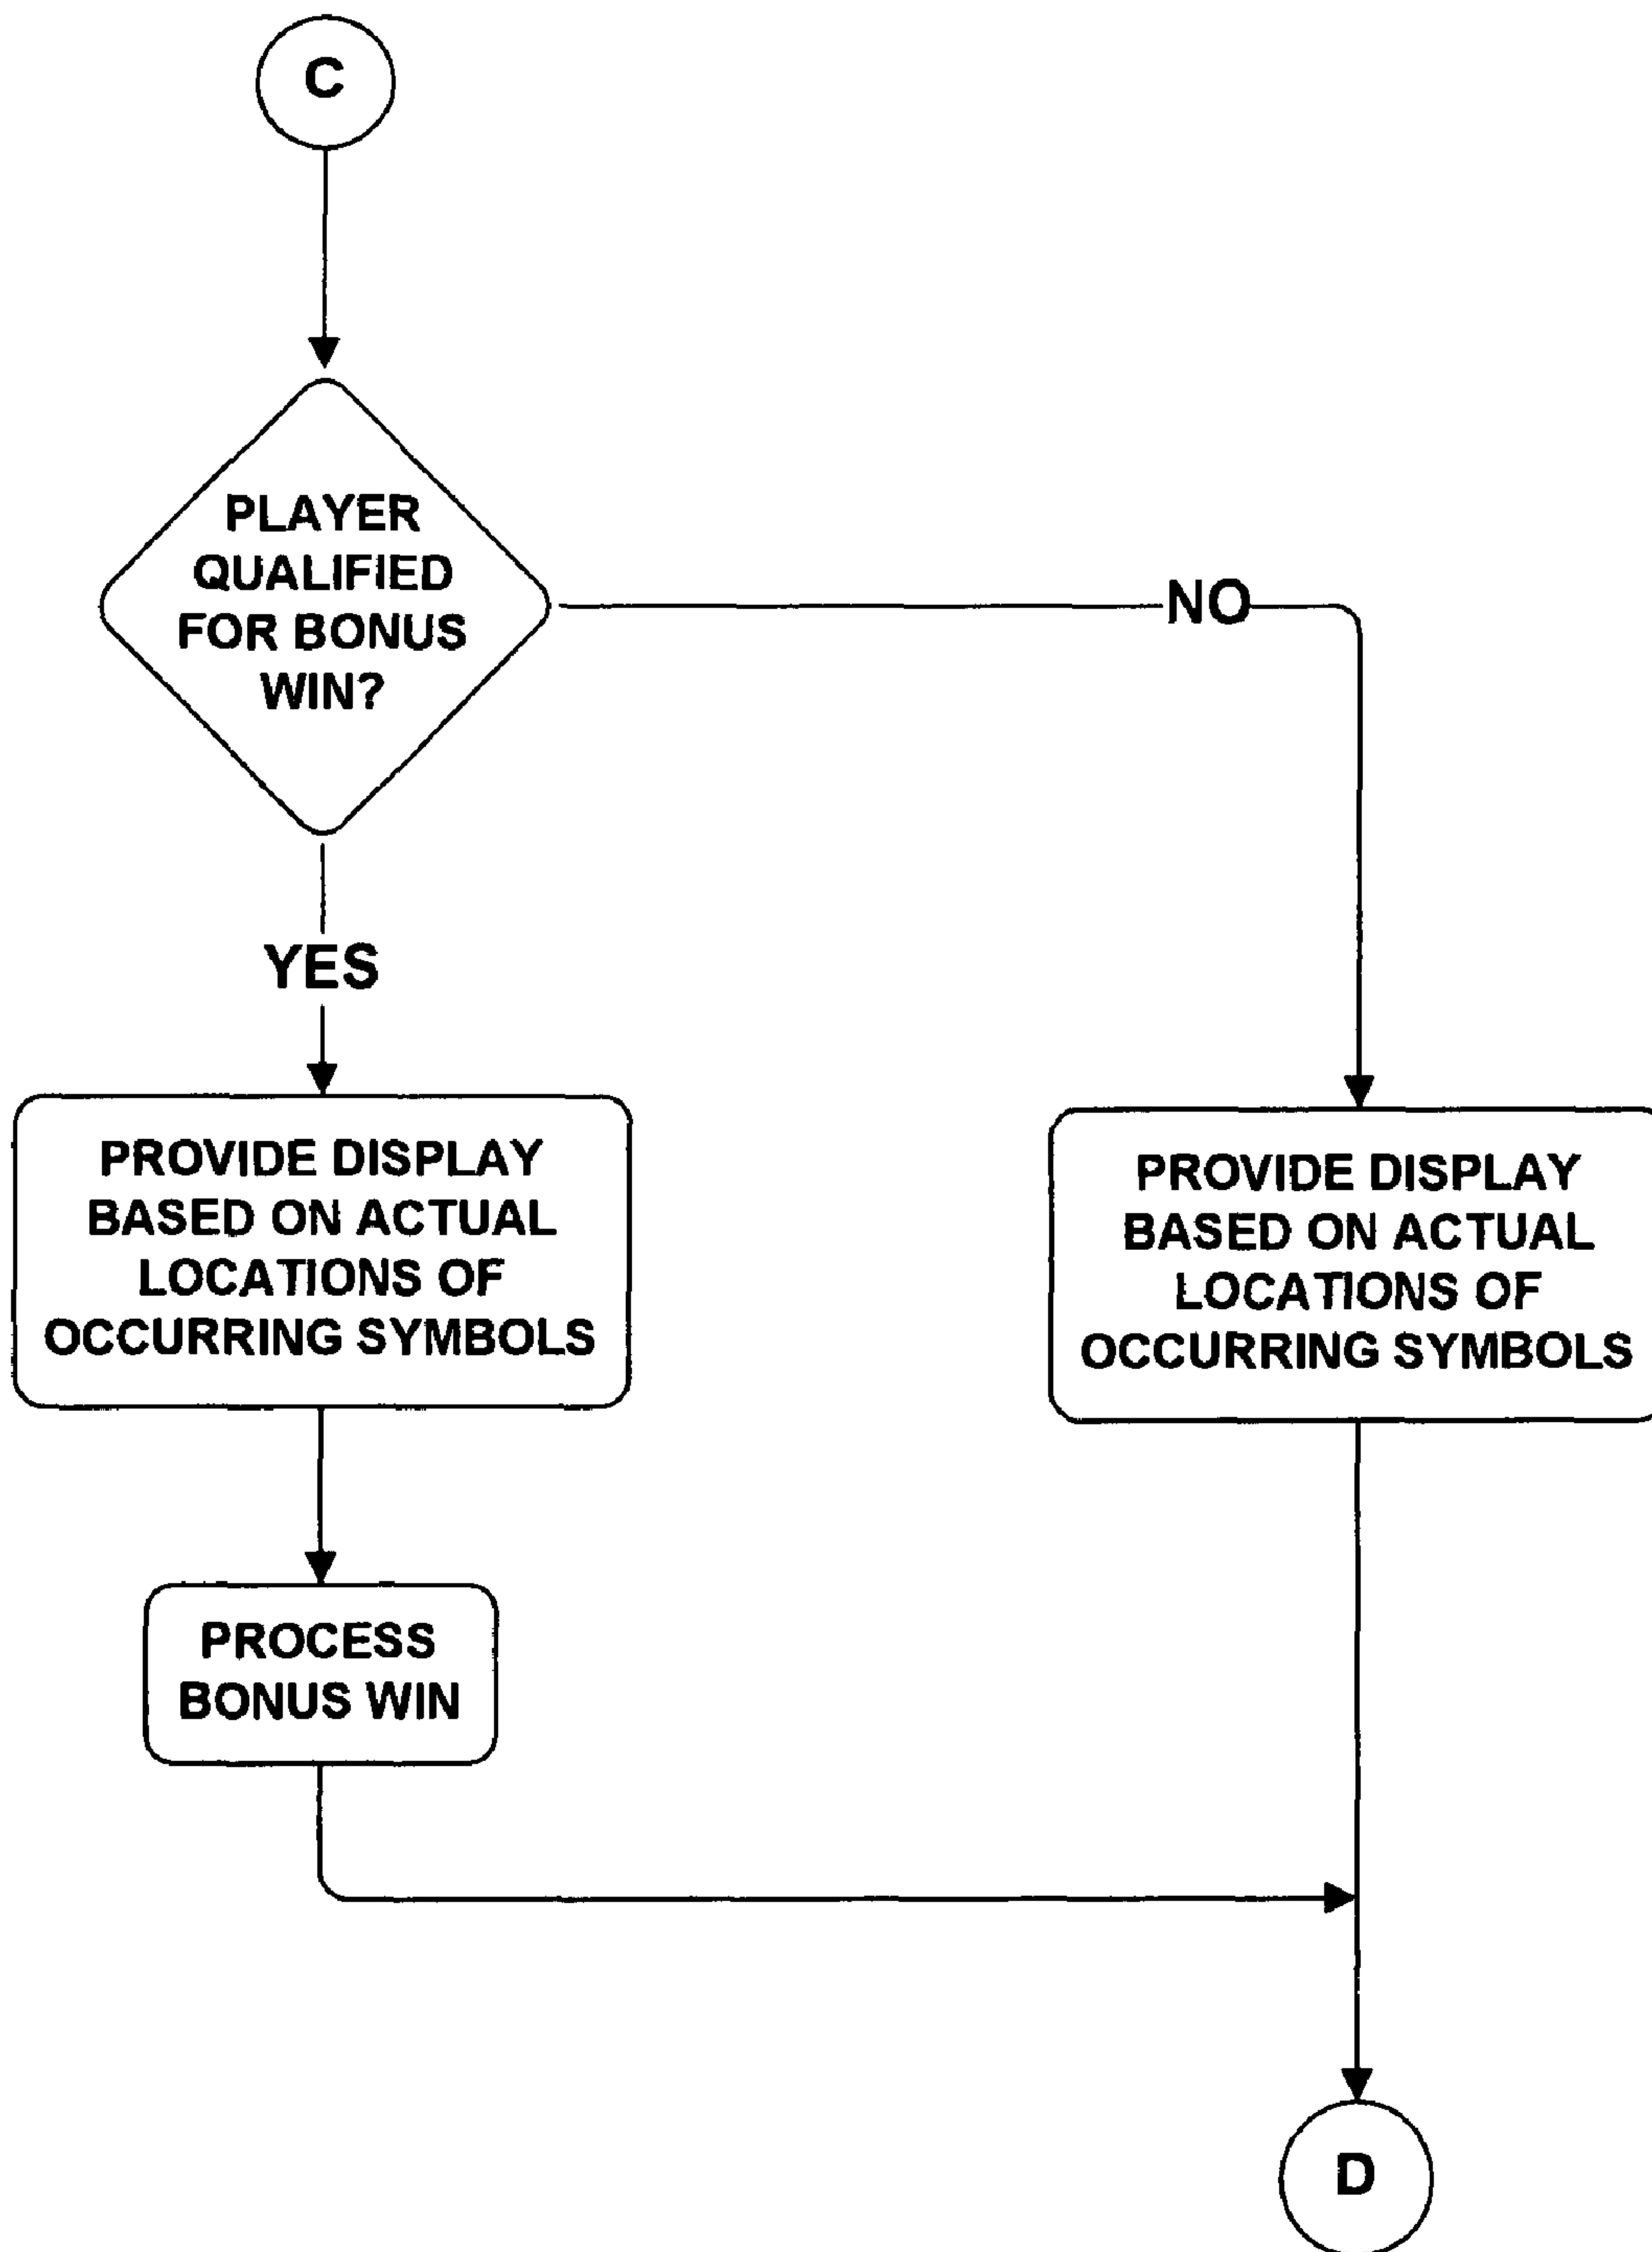 C
PLAYER
QUALIFIED
FOR BONUS
WIN?
NO
YES
PROVIDE DISPLAY
BASED ON ACTUAL
LOCATIONS OF
OCCURRING SYMBOLS
PROVIDE DISPLAY
BASED ON ACTUAL
LOCATIONS OF
OCCURRING SYMBOLS
PROCESS
BONUS WIN
D